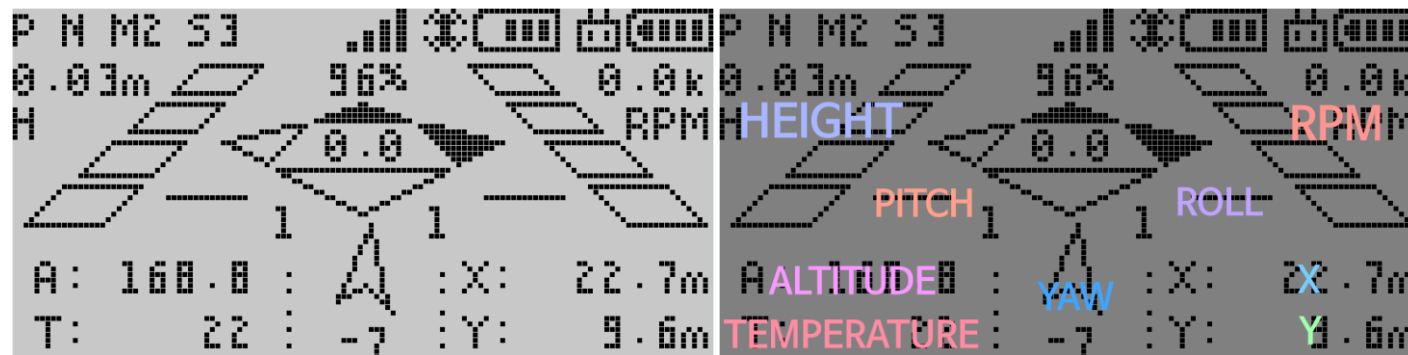 P N M2 S3
0.03m 96% 0.0k
H 0.0 RPM
1 1
A: 168.8 : : X: 22.7m
T: 22 : -7 : Y: 9.6m
P N M2 S3
0.03m 96% 0.0k
HEIGHT 0.0 RPM
PITCH ROLL
1 1
ALTITUDE YAW : X: X
TEMPERATURE -7 : Y: Y